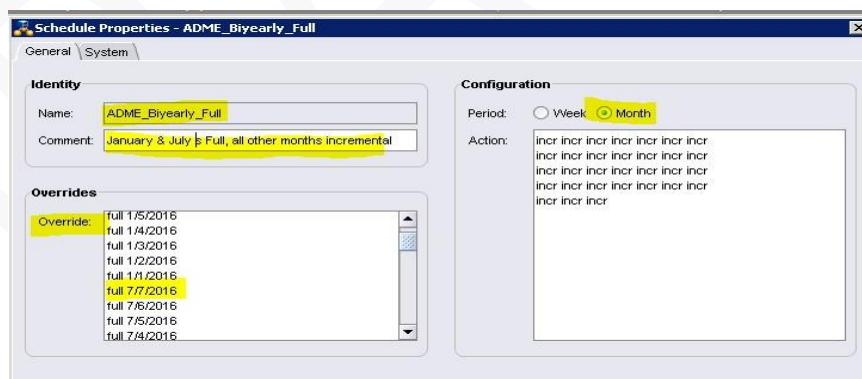 Schedule Properties - ADME_Biyearly_Full
General
System
Identity
Name: ADME_Biyearly_Full
Comment: January & July s Full, all other months incremental
Overrides
Override:
full 1/5/2016
full 1/4/2016
full 1/3/2016
full 1/2/2016
full 1/1/2016
full 7/7/2016
full 7/6/2016
full 7/5/2016
full 7/4/2016
Configuration
Period: Week Month
Action: incr incr incr incr incr incr incr
incr incr incr incr incr incr incr
incr incr incr incr incr incr incr
incr incr incr incr incr incr incr
incr incr incr